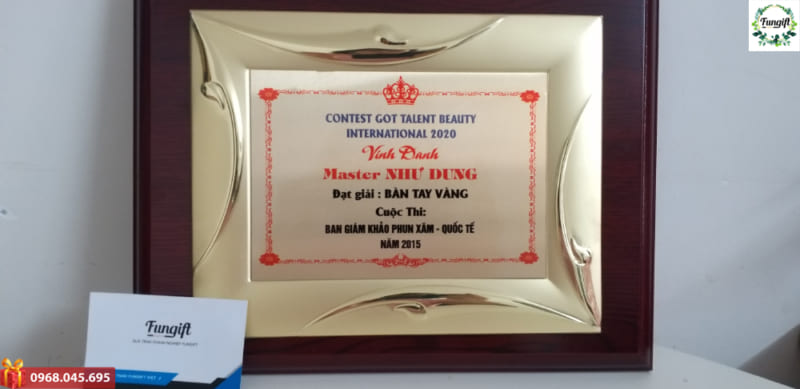 Fungift
CONTEST GOT TALENT BEAUTY
INTERNATIONAL 2020
Vinh Danh
Master NHƯ DUNG
Đạt giải : BÀN TAY VÀNG
Cuộc Thi:
BAN GIÁM KHẢO PHUN XĂM - QUỐC TẾ
NĂM 2015
Fungift
0968.045.695